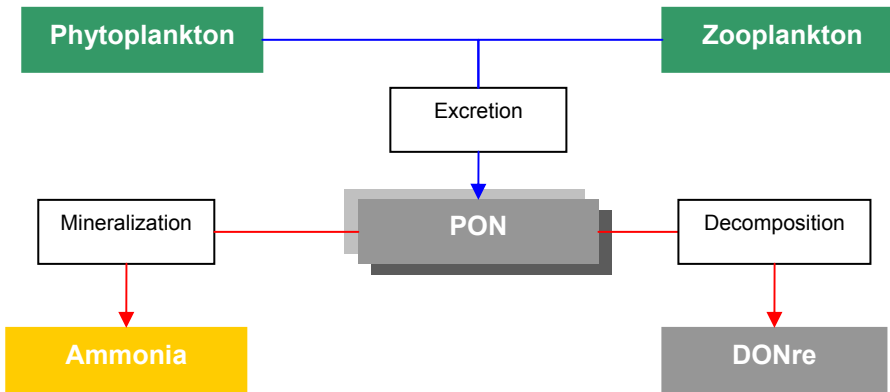 Phytoplankton
Zooplankton
Excretion
Mineralization
PON
Decomposition
Ammonia
DONre